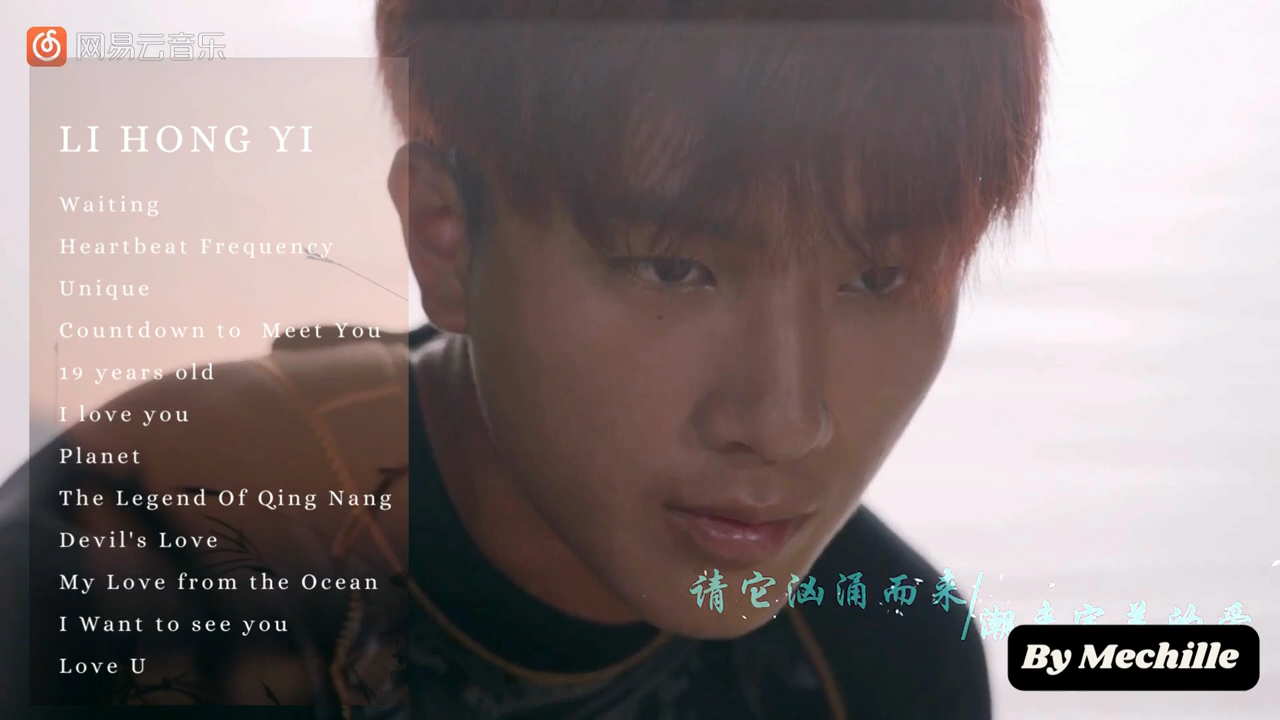 网易云音乐
LI HONG YI
Waiting
Heartbeat Frequency
Unique
Countdown to Meet You
19 years old
I love you
Planet
The Legend Of Qing Nang
Devil's Love
My Love from the Ocean
I Want to see you
Love U
请它汹涌而来
By Mechille